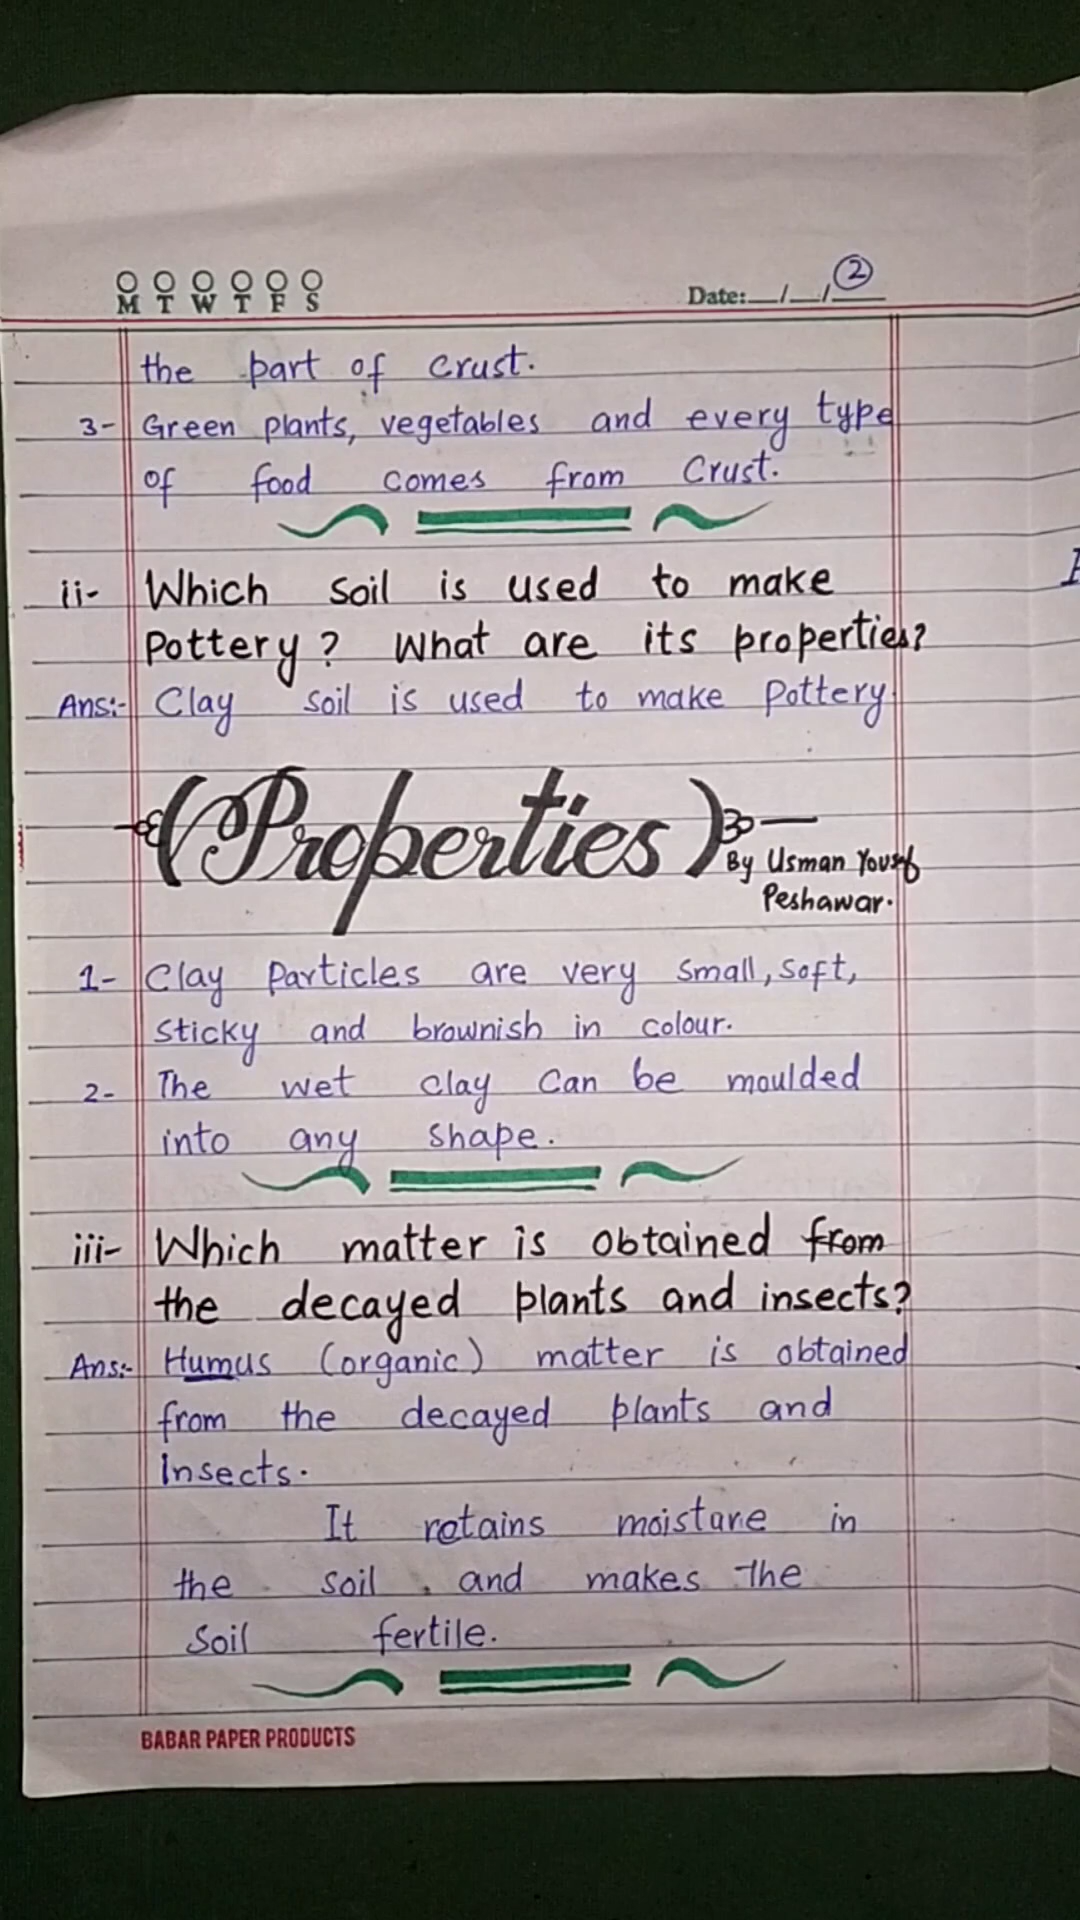 M T W T F S
Date:__/__/__ 2
the part of Crust.
3- Green plants, vegetables and every type
of food comes from Crust.
ii- Which soil is used to make
Pottery? What are its properties?
Ans:- Clay soil is used to make Pottery
(Properties)
By Usman Yousaf
Peshawar.
1- Clay Particles are very small, soft,
sticky and brownish in colour.
2- The wet clay can be moulded
into any shape.
iii- Which matter is obtained from
the decayed plants and insects?
Ans:- Humus (organic) matter is obtained
from the decayed plants and
insects.
It retains moisture in
the soil and makes the
soil fertile.
BABAR PAPER PRODUCTS